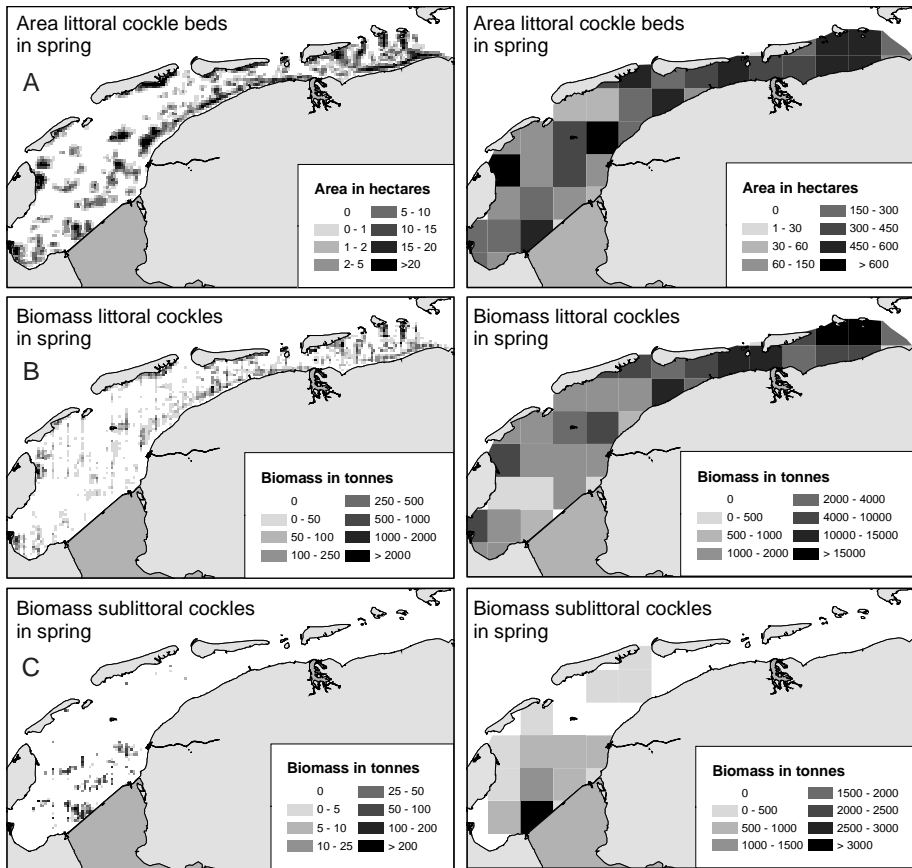 Area littoral cockle beds
in spring
A
Area in hectares
0
0 - 1
1 - 2
2- 5
5 - 10
10 - 15
15 - 20
>20
Area littoral cockle beds
in spring
Area in hectares
0
1 - 30
30 - 60
60 - 150
150 - 300
300 - 450
450 - 600
> 600
Biomass littoral cockles
in spring
B
Biomass in tonnes
0
0 - 50
50 - 100
100 - 250
250 - 500
500 - 1000
1000 - 2000
> 2000
Biomass littoral cockles
in spring
Biomass in tonnes
0
0 - 500
500 - 1000
1000 - 2000
2000 - 4000
4000 - 10000
10000 - 15000
> 15000
Biomass sublittoral cockles
in spring
C
Biomass in tonnes
0
0 - 5
5 - 10
10 - 25
25 - 50
50 - 100
100 - 200
> 200
Biomass sublittoral cockles
in spring
Biomass in tonnes
0
0 - 500
500 - 1000
1000 - 1500
1500 - 2000
2000 - 2500
2500 - 3000
> 3000